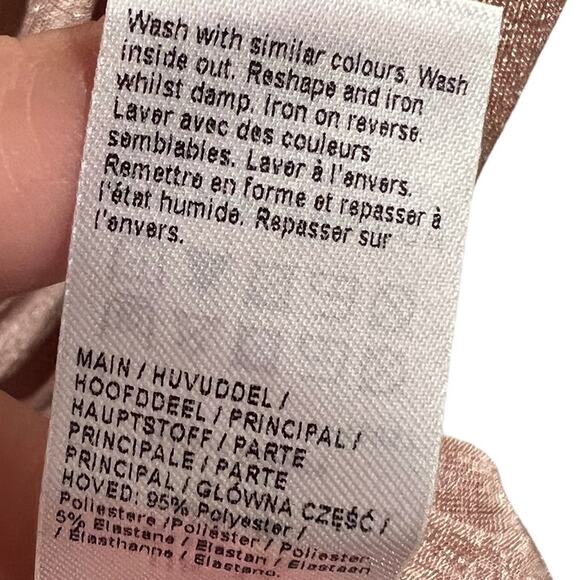 Wash with similar colours. Wash
inside out. Reshape and iron
whilst damp. Iron on reverse.
Laver avec des couleurs
semblables. Laver à l'envers.
Remettre en forme et repasser à
l'état humide. Repasser sur
l'envers.
MAIN / HUVUDDEL /
HOOFDDEEL / PRINCIPAL /
HAUPTSTOFF / PARTE
PRINCIPALE / PARTE
PRINCIPAL / GŁÓWNA CZĘŚĆ /
HOVED: 95% Polyester /
Poliestere / Poliéster / Poliester
5% Elastane / Elastan / Elastaan
/ Élasthanne / Elastano.